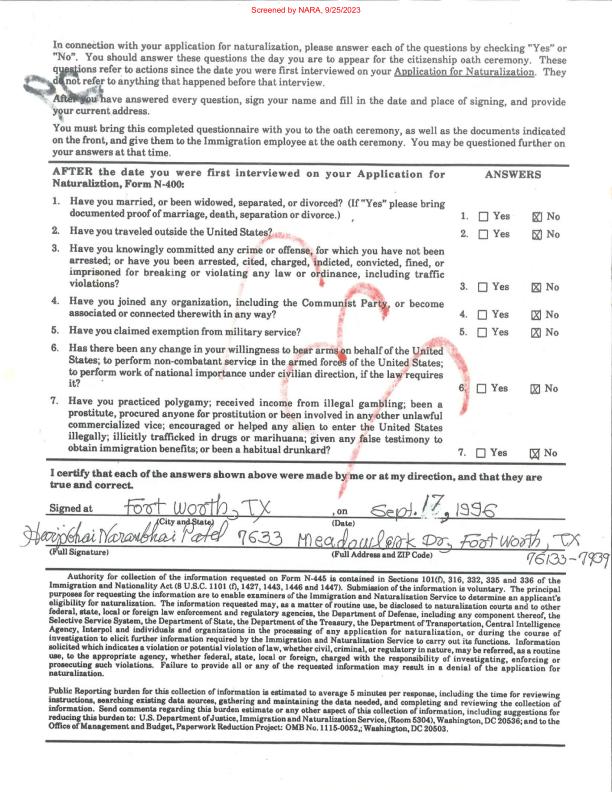 Screened by NARA, 9/25/2023
In connection with your application for naturalization, please answer each of the questions by checking "Yes" or
"No". You should answer these questions the day you are to appear for the citizenship oath ceremony. These
questions refer to actions since the date you were first interviewed on your Application for Naturalization. They
do not refer to anything that happened before that interview.
After you have answered every question, sign your name and fill in the date and place of signing, and provide
your current address.
You must bring this completed questionnaire with you to the oath ceremony, as well as the documents indicated
on the front, and give them to the Immigration employee at the oath ceremony. You may be questioned further on
your answers at that time.
AFTER the date you were first interviewed on your Application for
Naturaliztion, Form N-400:
ANSWERS
1. Have you married, or been widowed, separated, or divorced? (If "Yes" please bring
documented proof of marriage, death, separation or divorce.)
1. ☐ Yes ☒ No
2. Have you traveled outside the United States?
2. ☐ Yes ☒ No
3. Have you knowingly committed any crime or offense, for which you have not been
arrested; or have you been arrested, cited, charged, indicted, convicted, fined, or
imprisoned for breaking or violating any law or ordinance, including traffic
violations?
3. ☐ Yes ☒ No
4. Have you joined any organization, including the Communist Party, or become
associated or connected therewith in any way?
4. ☐ Yes ☒ No
5. Have you claimed exemption from military service?
5. ☐ Yes ☒ No
6. Has there been any change in your willingness to bear arms on behalf of the United
States; to perform non-combatant service in the armed forces of the United States;
to perform work of national importance under civilian direction, if the law requires
it?
6. ☐ Yes ☒ No
7. Have you practiced polygamy; received income from illegal gambling; been a
prostitute, procured anyone for prostitution or been involved in any other unlawful
commercialized vice; encouraged or helped any alien to enter the United States
illegally; illicitly trafficked in drugs or marihuana; given any false testimony to
obtain immigration benefits; or been a habitual drunkard?
7. ☐ Yes ☒ No
I certify that each of the answers shown above were made by me or at my direction, and that they are
true and correct.
Signed at Foot Worth, TX , on Sept. 17, 1996
(City and State) (Date)
Naranbhai Patel 7633 Meadowlark Dr, Foot Worth, TX
(Full Signature) (Full Address and ZIP Code)
76133-7939
Authority for collection of the information requested on Form N-445 is contained in Sections 101(f), 316, 332, 335 and 336 of the
Immigration and Nationality Act (8 U.S.C. 1101 (f), 1427, 1443, 1446 and 1447). Submission of the information is voluntary. The principal
purposes for requesting the information are to enable examiners of the Immigration and Naturalization Service to determine an applicant's
eligibility for naturalization. The information requested may, as a matter of routine use, be disclosed to naturalization courts and to other
federal, state, local or foreign law enforcement and regulatory agencies, the Department of Defense, including any component thereof, the
Selective Service System, the Department of State, the Department of the Treasury, the Department of Transportation, Central Intelligence
Agency, Interpol and individuals and organizations in the processing of any application for naturalization, or during the course of
investigation to elicit further information required by the Immigration and Naturalization Service to carry out its functions. Information
solicited which indicates a violation or potential violation of law, whether civil, criminal, or regulatory in nature, may be referred, as a routine
use, to the appropriate agency, whether federal, state, local or foreign, charged with the responsibility of investigating, enforcing or
prosecuting such violations. Failure to provide all or any of the requested information may result in a denial of the application for
naturalization.
Public Reporting burden for this collection of information is estimated to average 5 minutes per response, including the time for reviewing
instructions, searching existing data sources, gathering and maintaining the data needed, and completing and reviewing the collection of
information. Send comments regarding this burden estimate or any other aspect of this collection of information, including suggestions for
reducing this burden to: U.S. Department of Justice, Immigration and Naturalization Service, (Room 5304), Washington, DC 20536; and to the
Office of Management and Budget, Paperwork Reduction Project: OMB No. 1115-0052,; Washington, DC 20503.